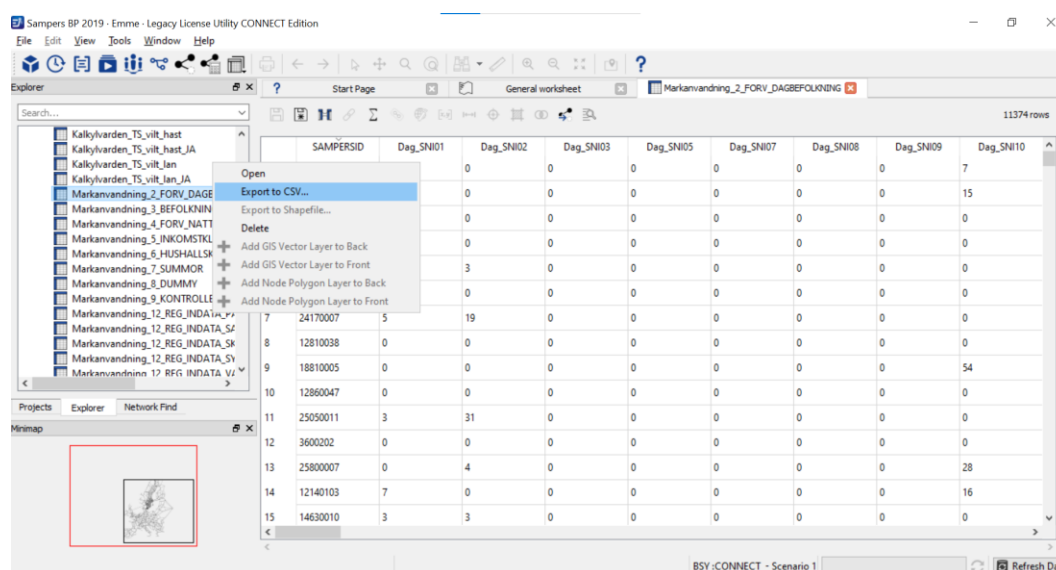 Sampers BP 2019 - Emme - Legacy License Utility CONNECT Edition
File Edit View Tools Window Help
Explorer
Start Page
General worksheet
Markanvandning_2_FORV_DAGBEFOLKNING
Search...
11374 rows
Kalkylvarden_TS_vilt_hast
Kalkylvarden_TS_vilt_hast_JA
Kalkylvarden_TS_vilt_lan
Kalkylvarden_TS_vilt_lan_JA
Markanvandning_2_FORV_DAGE
Markanvandning_3_BEFOLKNIN
Markanvandning_4_FORV_NATT
Markanvandning_5_INKOMSTKL
Markanvandning_6_HUSHALLSK
Markanvandning_7_SUMMOR
Markanvandning_8_DUMMY
Markanvandning_9_KONTROLLE
Markanvandning_12_REG_INDATA_P
Markanvandning_12_REG_INDATA_SA
Markanvandning_12_REG_INDATA_SK
Markanvandning_12_REG_INDATA_SY
Markanvandning_12_REG_INDATA_V
Open
Export to CSV...
Export to Shapefile...
Delete
Add GIS Vector Layer to Back
Add GIS Vector Layer to Front
Add Node Polygon Layer to Back
Add Node Polygon Layer to Front
SAMPERSID Dag_SNI01 Dag_SNI02 Dag_SNI03 Dag_SNI05 Dag_SNI07 Dag_SNI08 Dag_SNI09 Dag_SNI10
0 0 0 0 0 0 7
0 0 0 0 0 0 15
0 0 0 0 0 0 0
0 0 0 0 0 0 0
3 0 0 0 0 0 0
0 0 0 0 0 0 0
7 24170007 5 19 0 0 0 0 0 0
8 12810038 0 0 0 0 0 0 0 0
9 18810005 0 0 0 0 0 0 0 54
10 12860047 0 0 0 0 0 0 0 0
11 25050011 3 31 0 0 0 0 0 0
12 3600202 0 0 0 0 0 0 0 0
13 25800007 0 4 0 0 0 0 0 28
14 12140103 7 0 0 0 0 0 0 16
15 14630010 3 3 0 0 0 0 0 0
Projects Explorer Network Find
Minimap
BSY :CONNECT - Scenario 1
Refresh Da